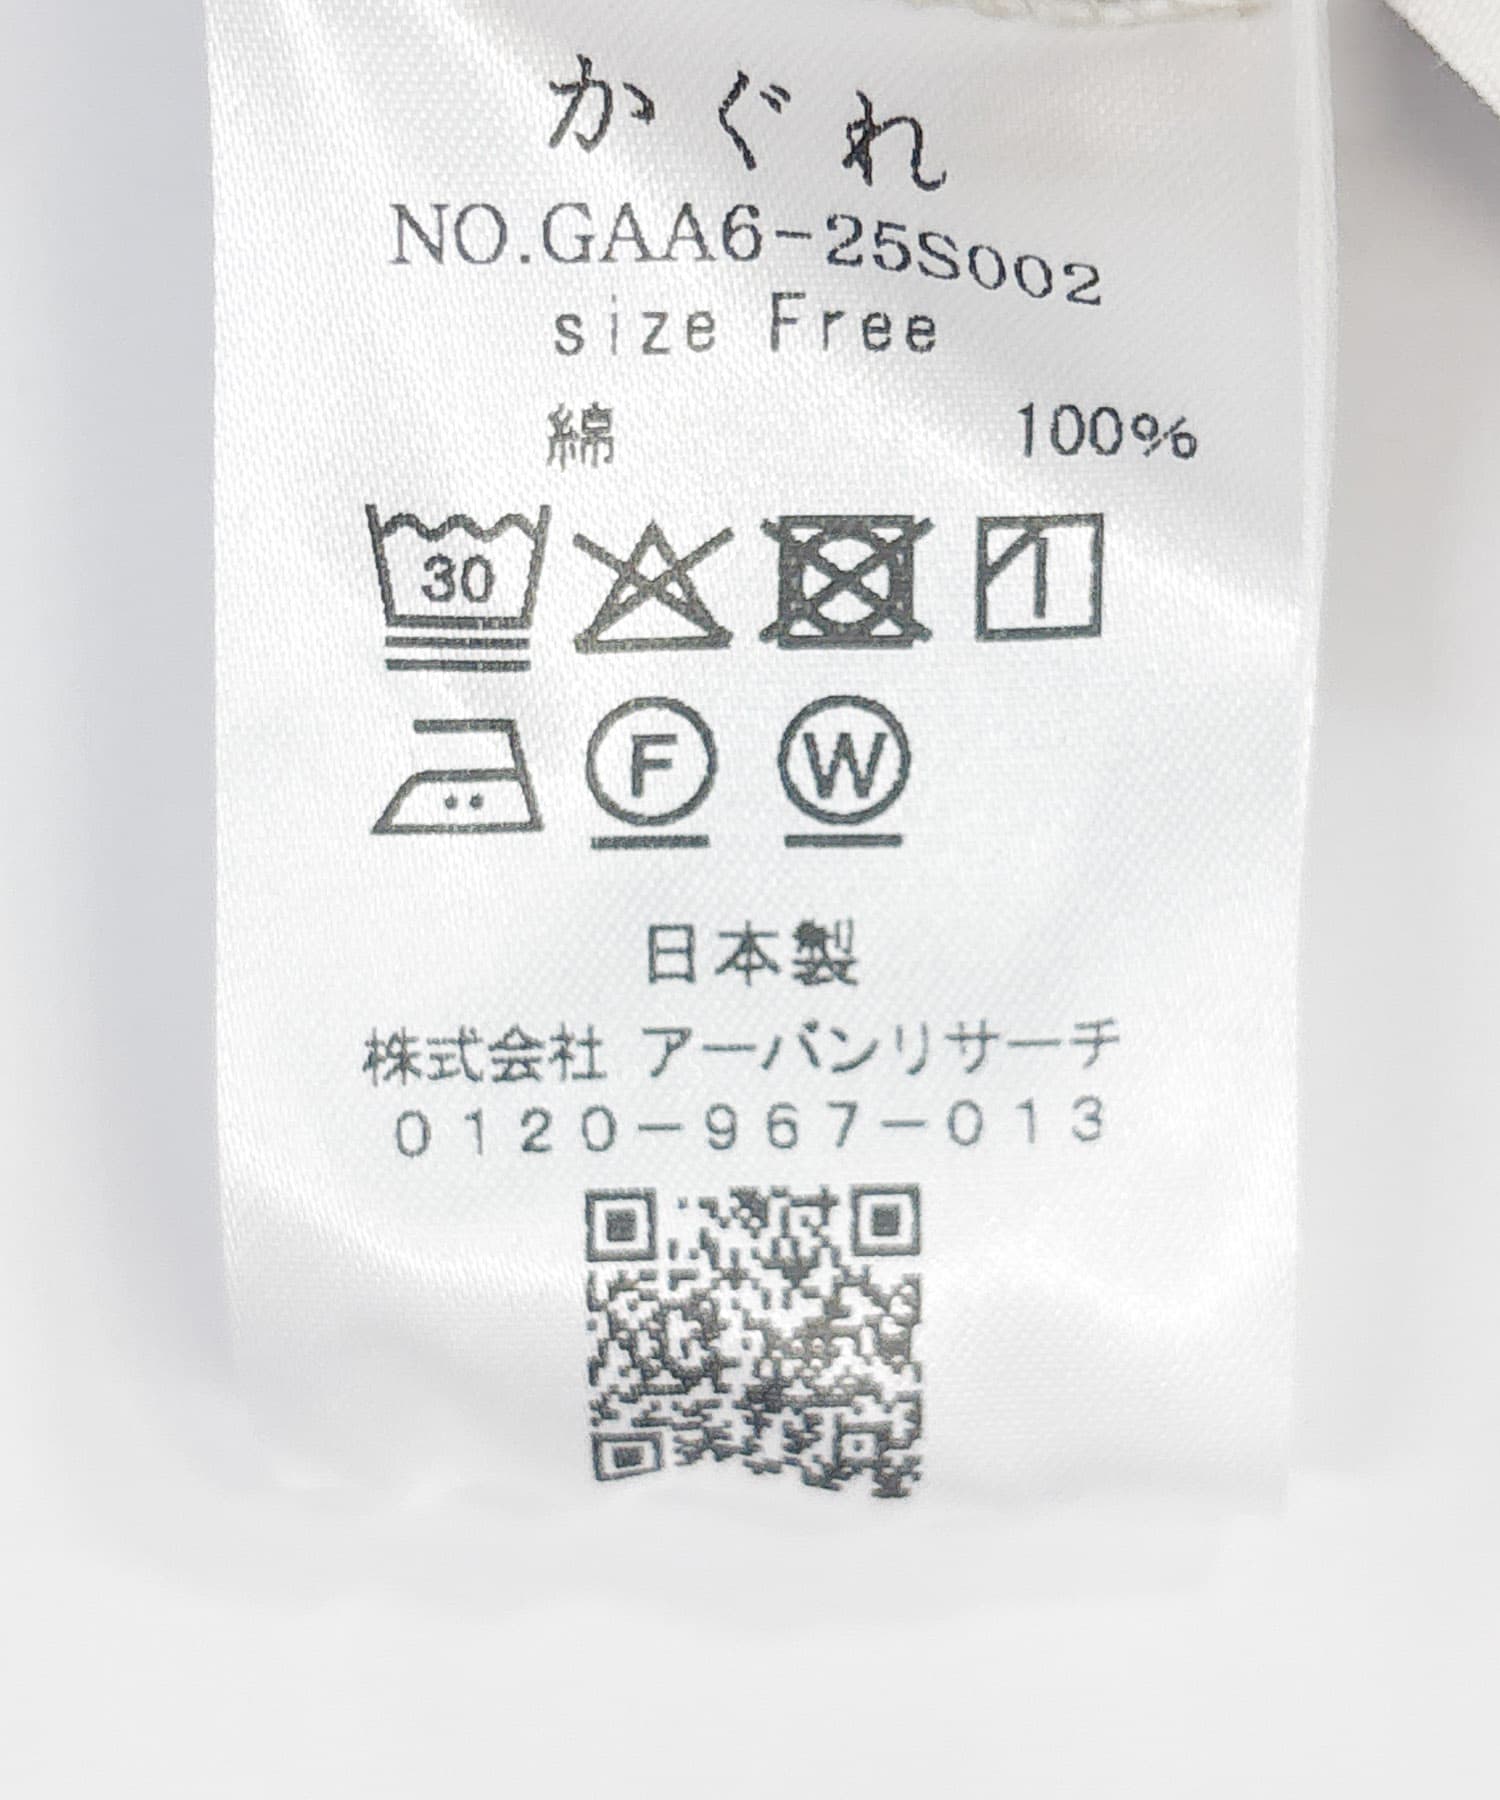 かぐれ
NO.GAA6-25S002
size Free
綿 100%
30
F W
日本製
株式会社 アーバンリサーチ
0120-967-013